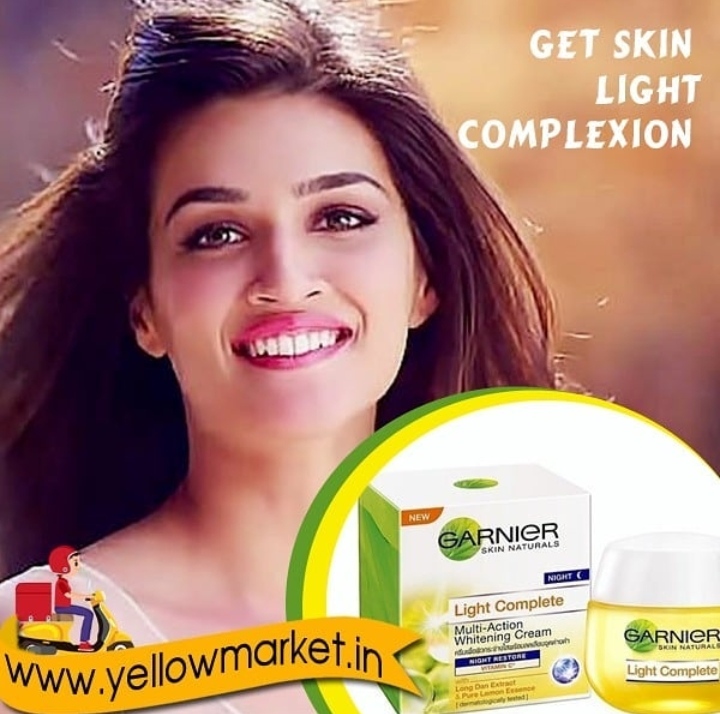 GET SKIN
LIGHT
COMPLEXION
NEW
GARNIER
SKIN NATURALS
NIGHT
Light Complete
Multi-Action
Whitening Cream
NIGHT RESTORE
VITAMIN C*
with
Long Dan Extract
& Pure Lemon Essence
[ dermatologically tested ]
GARNIER
SKIN NATURALS
Light Complete
www.yellowmarket.in